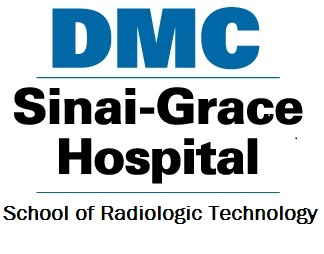 DMC
Sinai-Grace
Hospital
School of Radiologic Technology